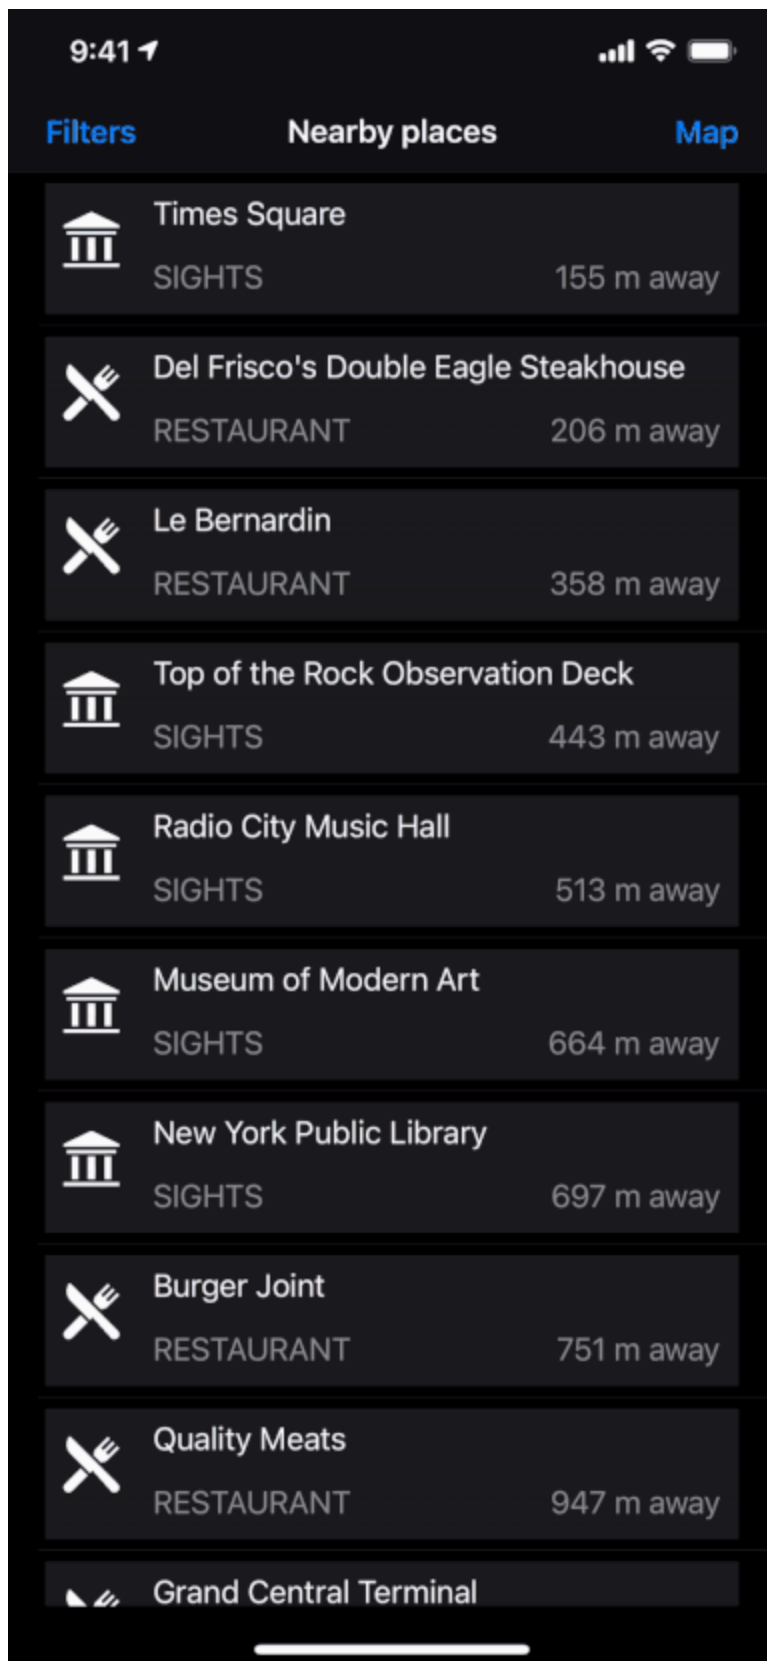 9:41
Filters Nearby places Map
Times Square
SIGHTS 155 m away
Del Frisco's Double Eagle Steakhouse
RESTAURANT 206 m away
Le Bernardin
RESTAURANT 358 m away
Top of the Rock Observation Deck
SIGHTS 443 m away
Radio City Music Hall
SIGHTS 513 m away
Museum of Modern Art
SIGHTS 664 m away
New York Public Library
SIGHTS 697 m away
Burger Joint
RESTAURANT 751 m away
Quality Meats
RESTAURANT 947 m away
Grand Central Terminal